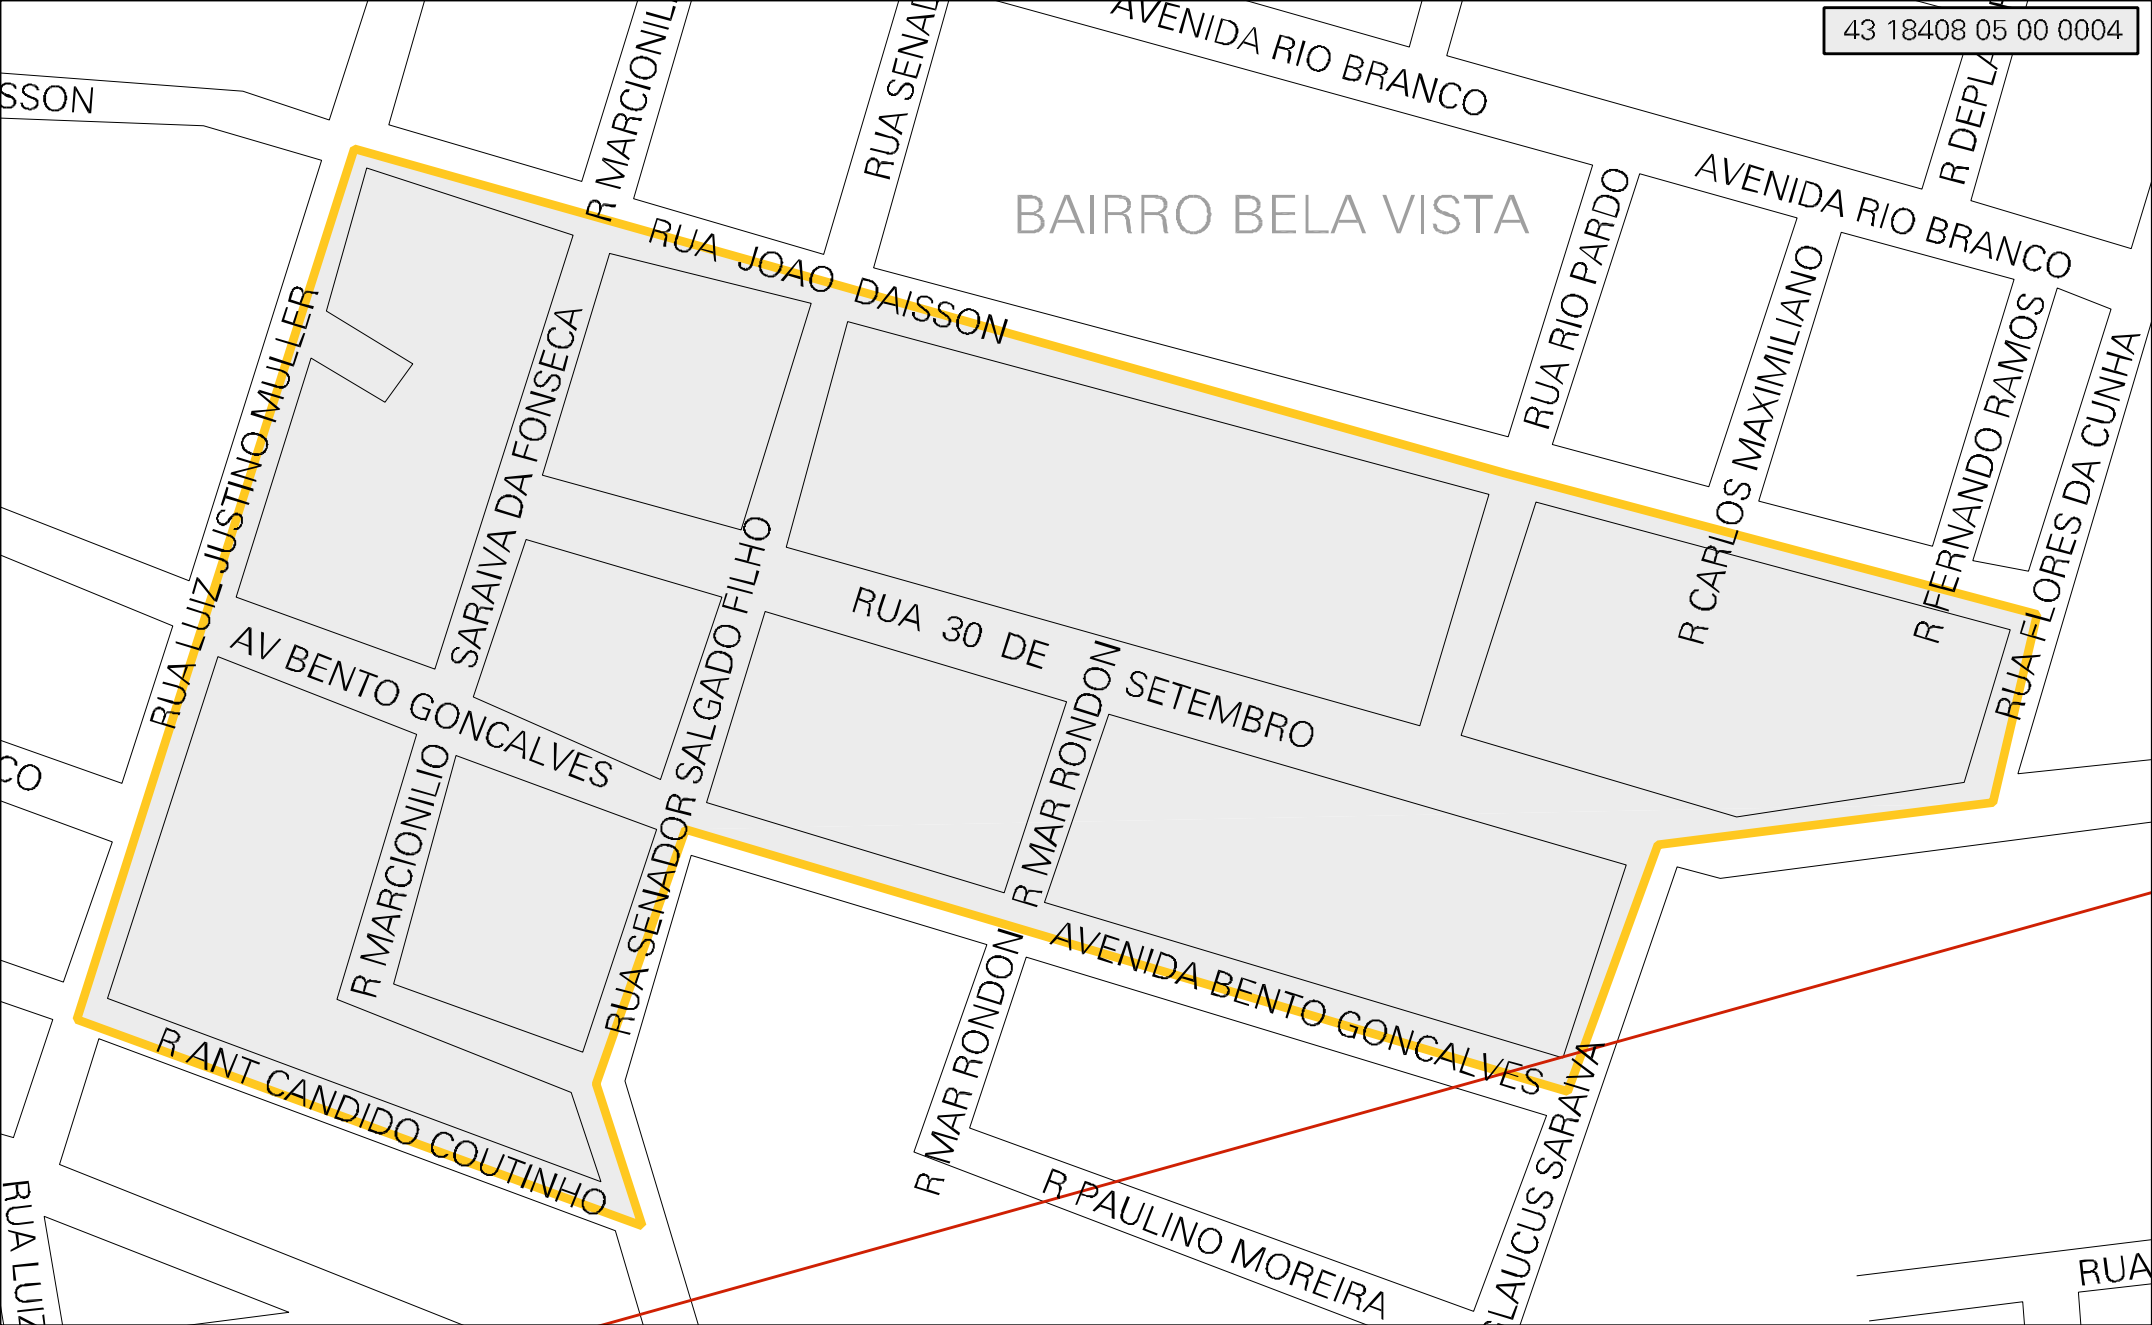 43 18408 05 00 0004
AVENIDA RIO BRANCO
R MARCIONIL
RUA SENAD
R DEPLA
SSON
AVENIDA RIO BRANCO
BAIRRO BELA VISTA
RUA RIO PARDO
RUA JOAO DAISSON
R CARLOS MAXIMILIANO
R FERNANDO RAMOS
RUA FLORES DA CUNHA
RUA LUIZ JUSTINO MULLER
SARAIVA DA FONSECA
RUA SENADOR SALGADO FILHO
RUA 30 DE SETEMBRO
R MAR RONDON
AV BENTO GONCALVES
CO
R MARCIONILIO
AVENIDA BENTO GONCALVES
R MAR RONDON
R ANT CANDIDO COUTINHO
GLAUCUS SARAIVA
R PAULINO MOREIRA
RUA LUIZ
RUA